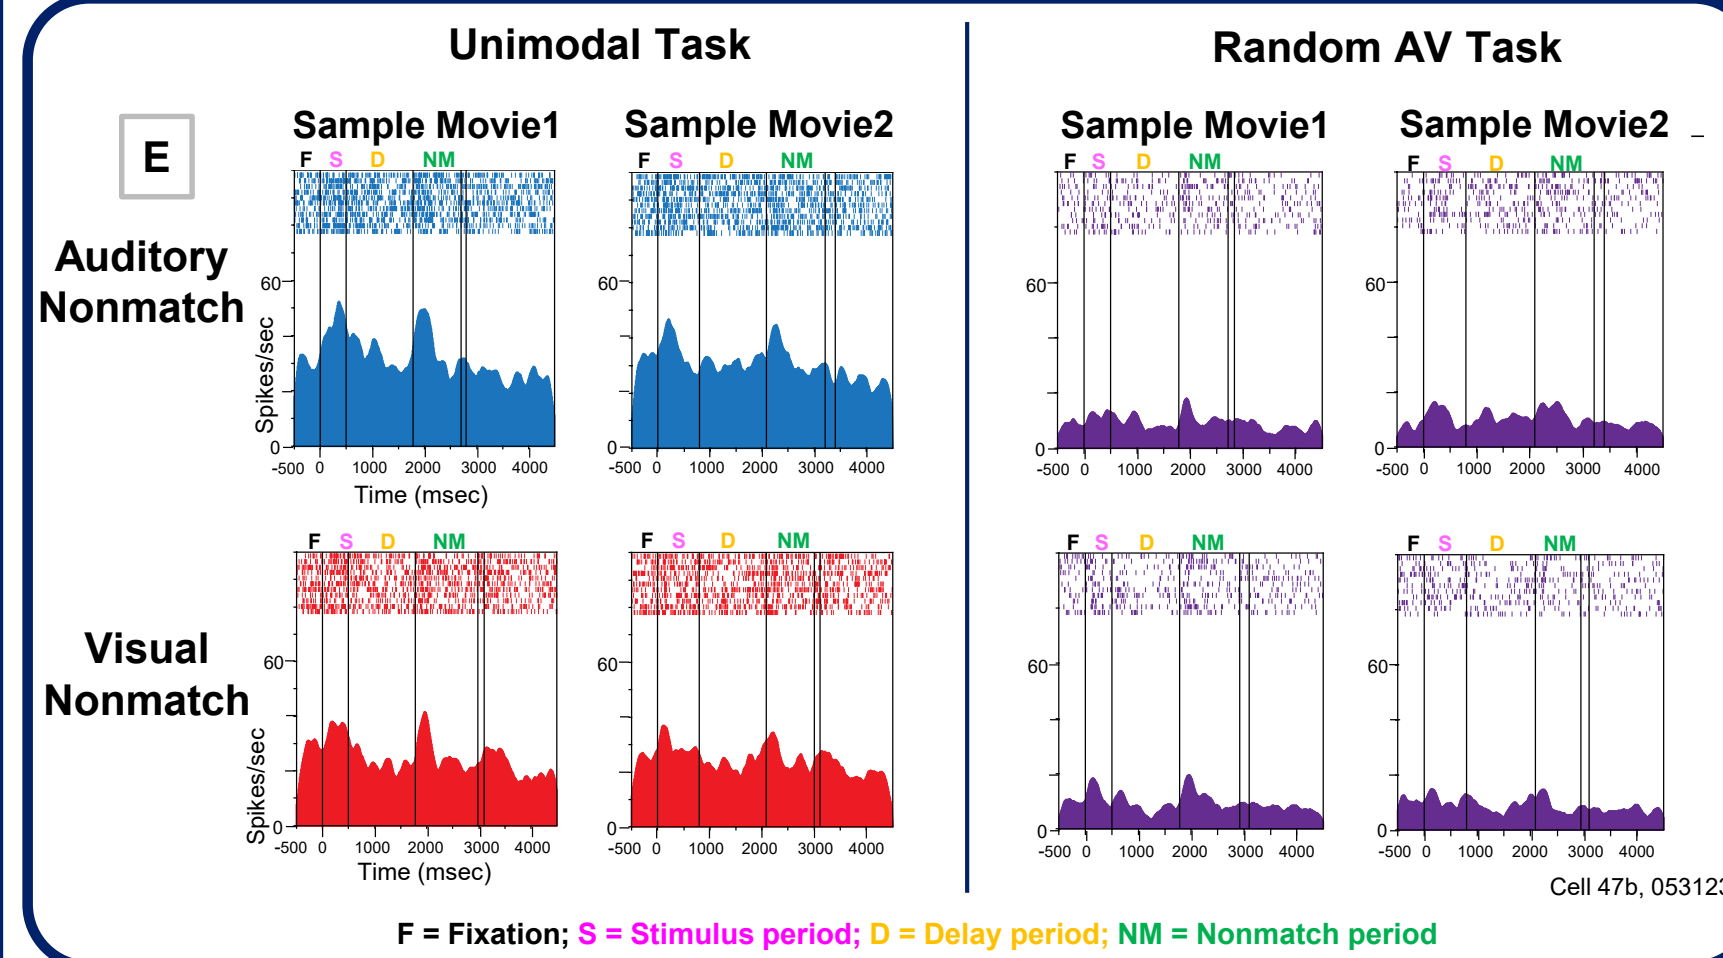 Unimodal Task
Random AV Task
E
Sample Movie1
Sample Movie2
Sample Movie1
Sample Movie2
F S D NM
F S D NM
F S D NM
F S D NM
Auditory
Nonmatch
Spikes/sec
60
0
-500 0 1000 2000 3000 4000
Time (msec)
60
0
-500 0 1000 2000 3000 4000
60
0
-500 0 1000 2000 3000 4000
60
0
-500 0 1000 2000 3000 4000
F S D NM
F S D NM
F S D NM
F S D NM
Visual
Nonmatch
Spikes/sec
60
0
-500 0 1000 2000 3000 4000
Time (msec)
60
0
-500 0 1000 2000 3000 4000
60
0
-500 0 1000 2000 3000 4000
60
0
-500 0 1000 2000 3000 4000
Cell 47b, 053123
F = Fixation; S = Stimulus period; D = Delay period; NM = Nonmatch period